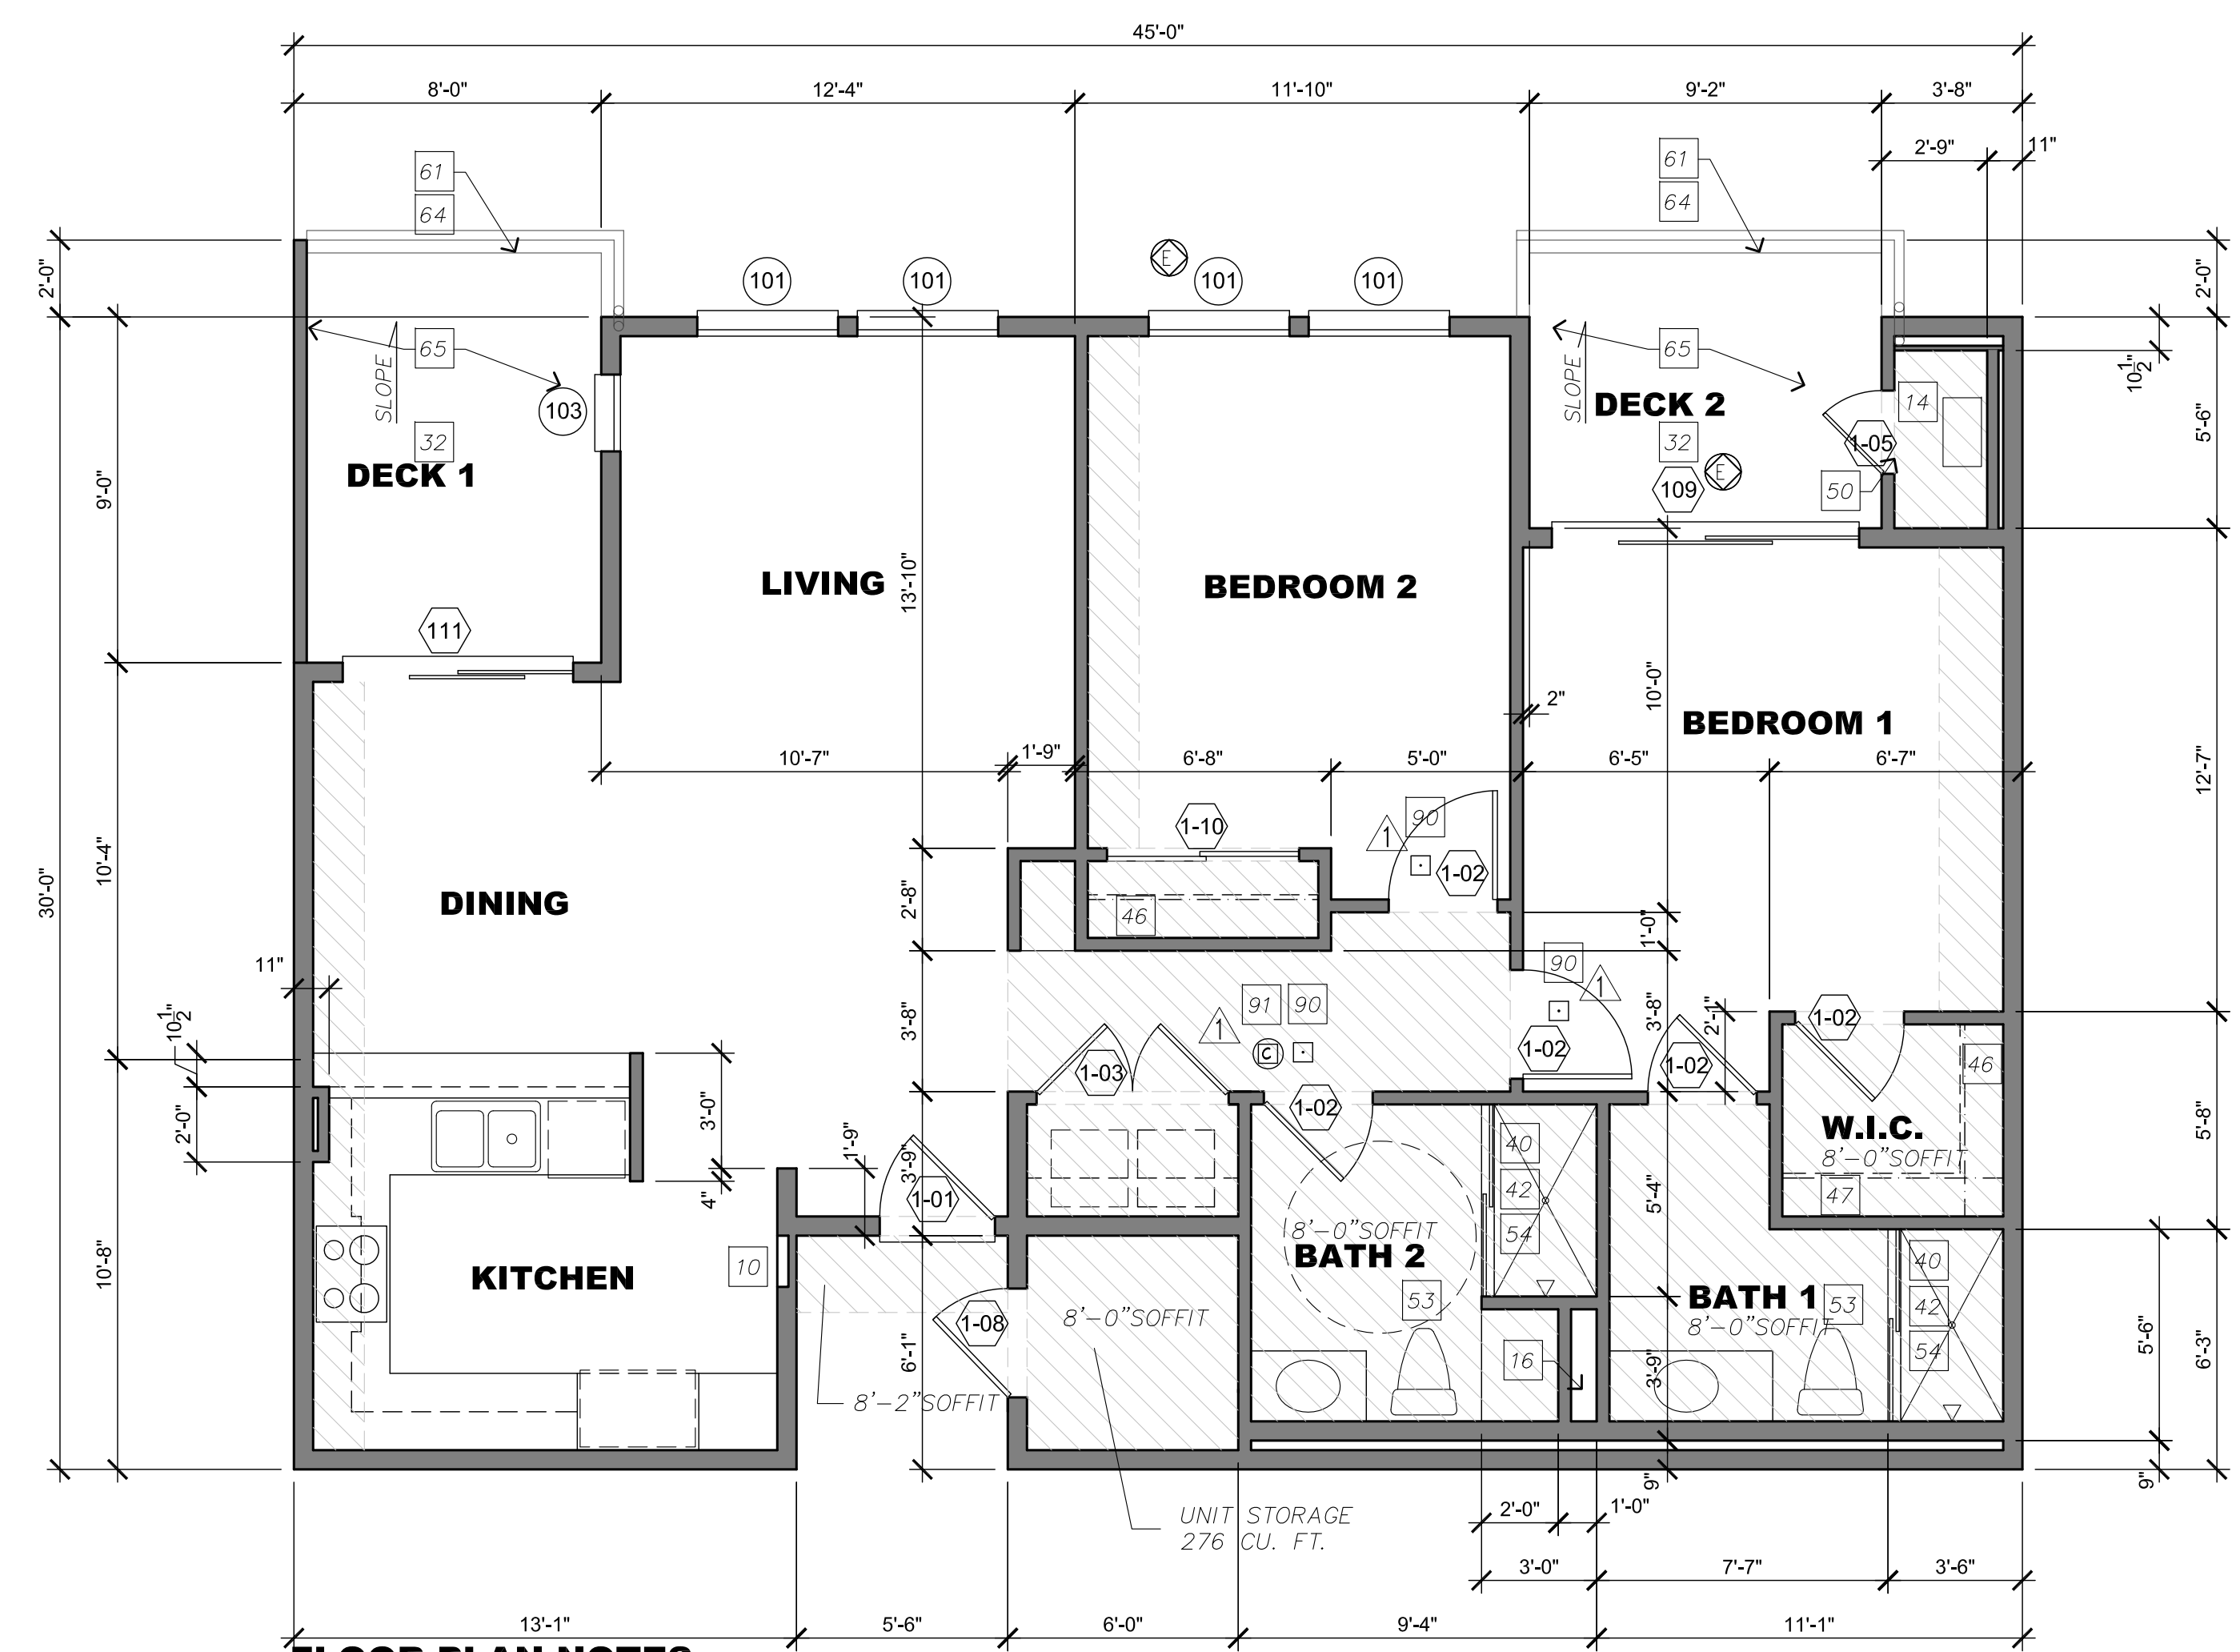 45'-0"
8'-0" 12'-4" 11'-10" 9'-2" 3'-8"
2'-9" 11"
61 61
64 64
2'-0" 2'-0"
101 101 E 101 101
65 65
SLOPE SLOPE
10 1/2"
103 DECK 2 14
32 32 1-05 5'-6"
DECK 1 E
9'-0" 109 50
LIVING 13'-10" BEDROOM 2
111
2" 10'-0" BEDROOM 1
10'-7" 1'-9" 6'-8" 5'-0" 6'-5" 6'-7" 12'-7"
1-10 90
1
10'-4" 1-02
30'-0" DINING 2'-8" 46
1'-0"
11" 90
1
91 90
10 1/2" 3'-8" 1 3'-8" 2'-1" 1-02
C 1-02
1-03 1-02 46
2'-0" 3'-0" 1-02 5'-8"
1'-9" 3'-9" 40 W.I.C.
8'-0"SOFFIT
4" 1-01 42 5'-4" 47
8'-0"SOFFIT 54
10'-8" 10 BATH 2 40
KITCHEN 53 BATH 1 53 42
8'-0"SOFFIT 1-08 8'-0"SOFFIT
6'-1" 16 3'-9" 54 5'-6" 6'-3"
8'-2"SOFFIT
9" 9"
UNIT STORAGE 2'-0" 1'-0"
276 CU. FT.
3'-0" 7'-7" 3'-6"
13'-1" 5'-6" 6'-0" 9'-4" 11'-1"
FLOOR PLAN NOTES